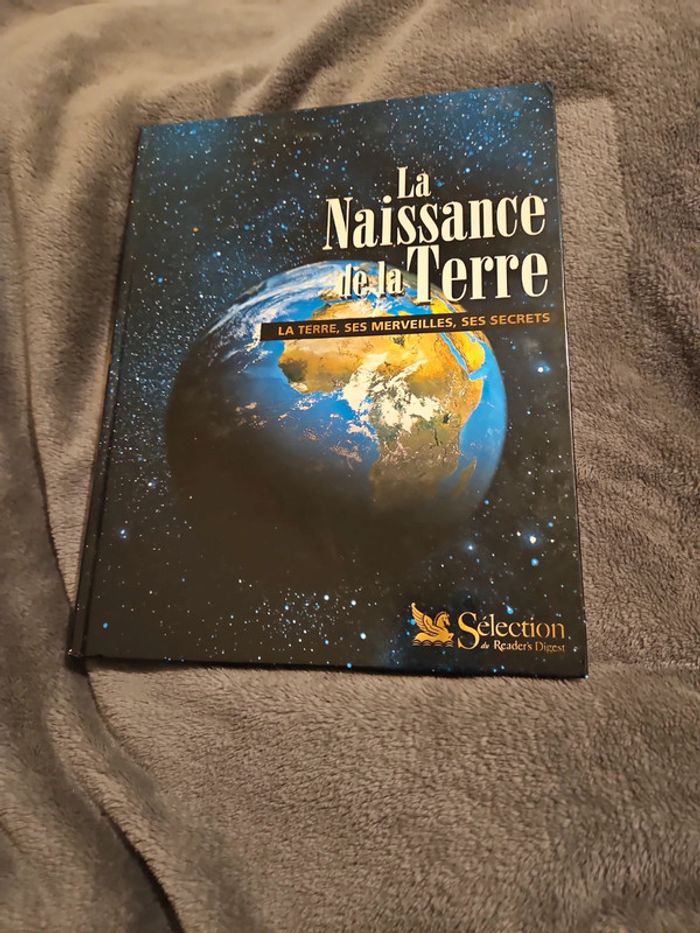 La
Naissance
de la Terre
LA TERRE, SES MERVEILLES, SES SECRETS
Sélection
du Reader's Digest